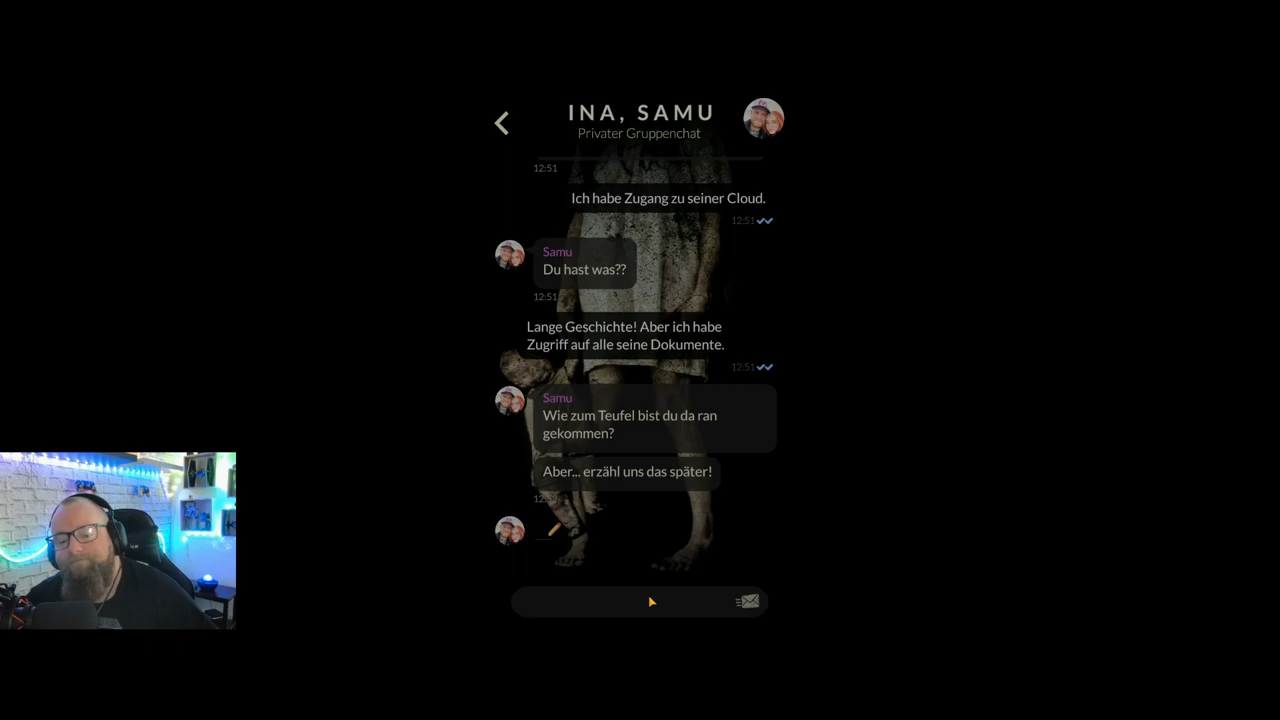 INA, SAMU
Privater Gruppenchat
12:51
Ich habe Zugang zu seiner Cloud.
12:51
Samu
Du hast was??
12:51
Lange Geschichte! Aber ich habe
Zugriff auf alle seine Dokumente.
12:51
Samu
Wie zum Teufel bist du da ran
gekommen?
Aber... erzähl uns das später!